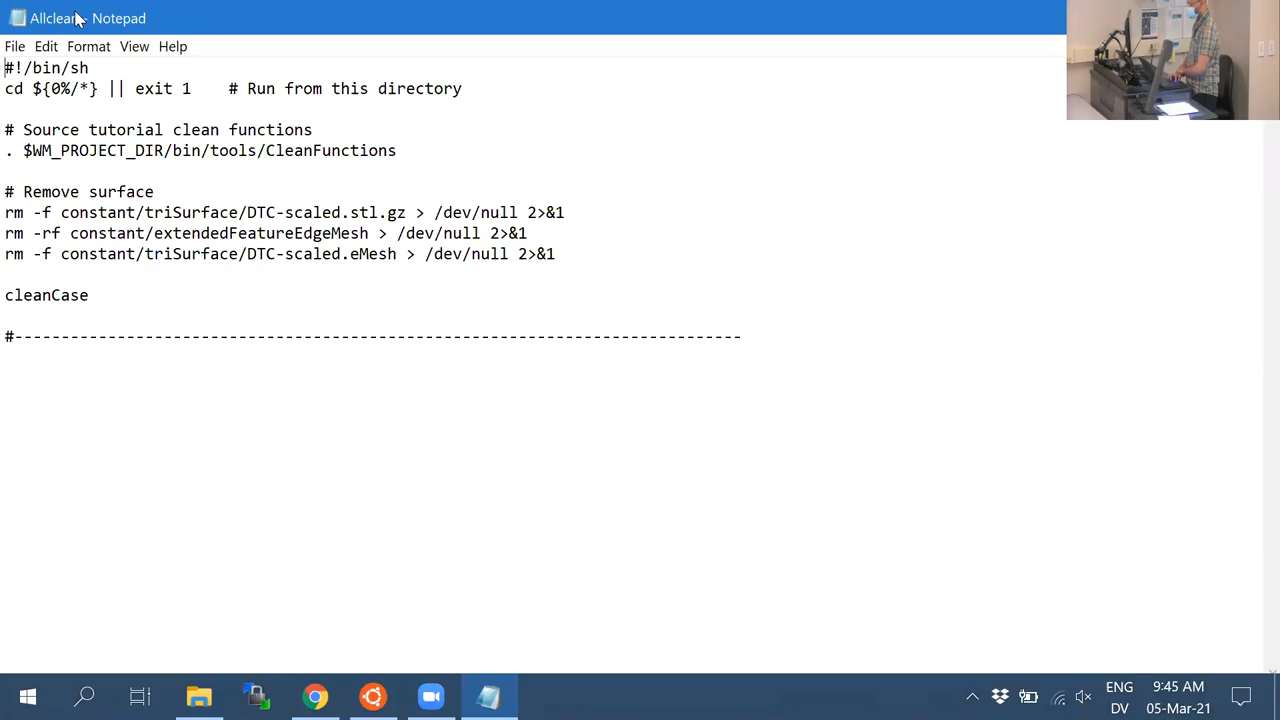 Allclean - Notepad
File Edit Format View Help
#!/bin/sh
cd ${0%/*} || exit 1    # Run from this directory
# Source tutorial clean functions
. $WM_PROJECT_DIR/bin/tools/CleanFunctions
# Remove surface
rm -f constant/triSurface/DTC-scaled.stl.gz > /dev/null 2>&1
rm -rf constant/extendedFeatureEdgeMesh > /dev/null 2>&1
rm -f constant/triSurface/DTC-scaled.eMesh > /dev/null 2>&1
cleanCase
#------------------------------------------------------------------------------
ENG 9:45 AM
DV 05-Mar-21